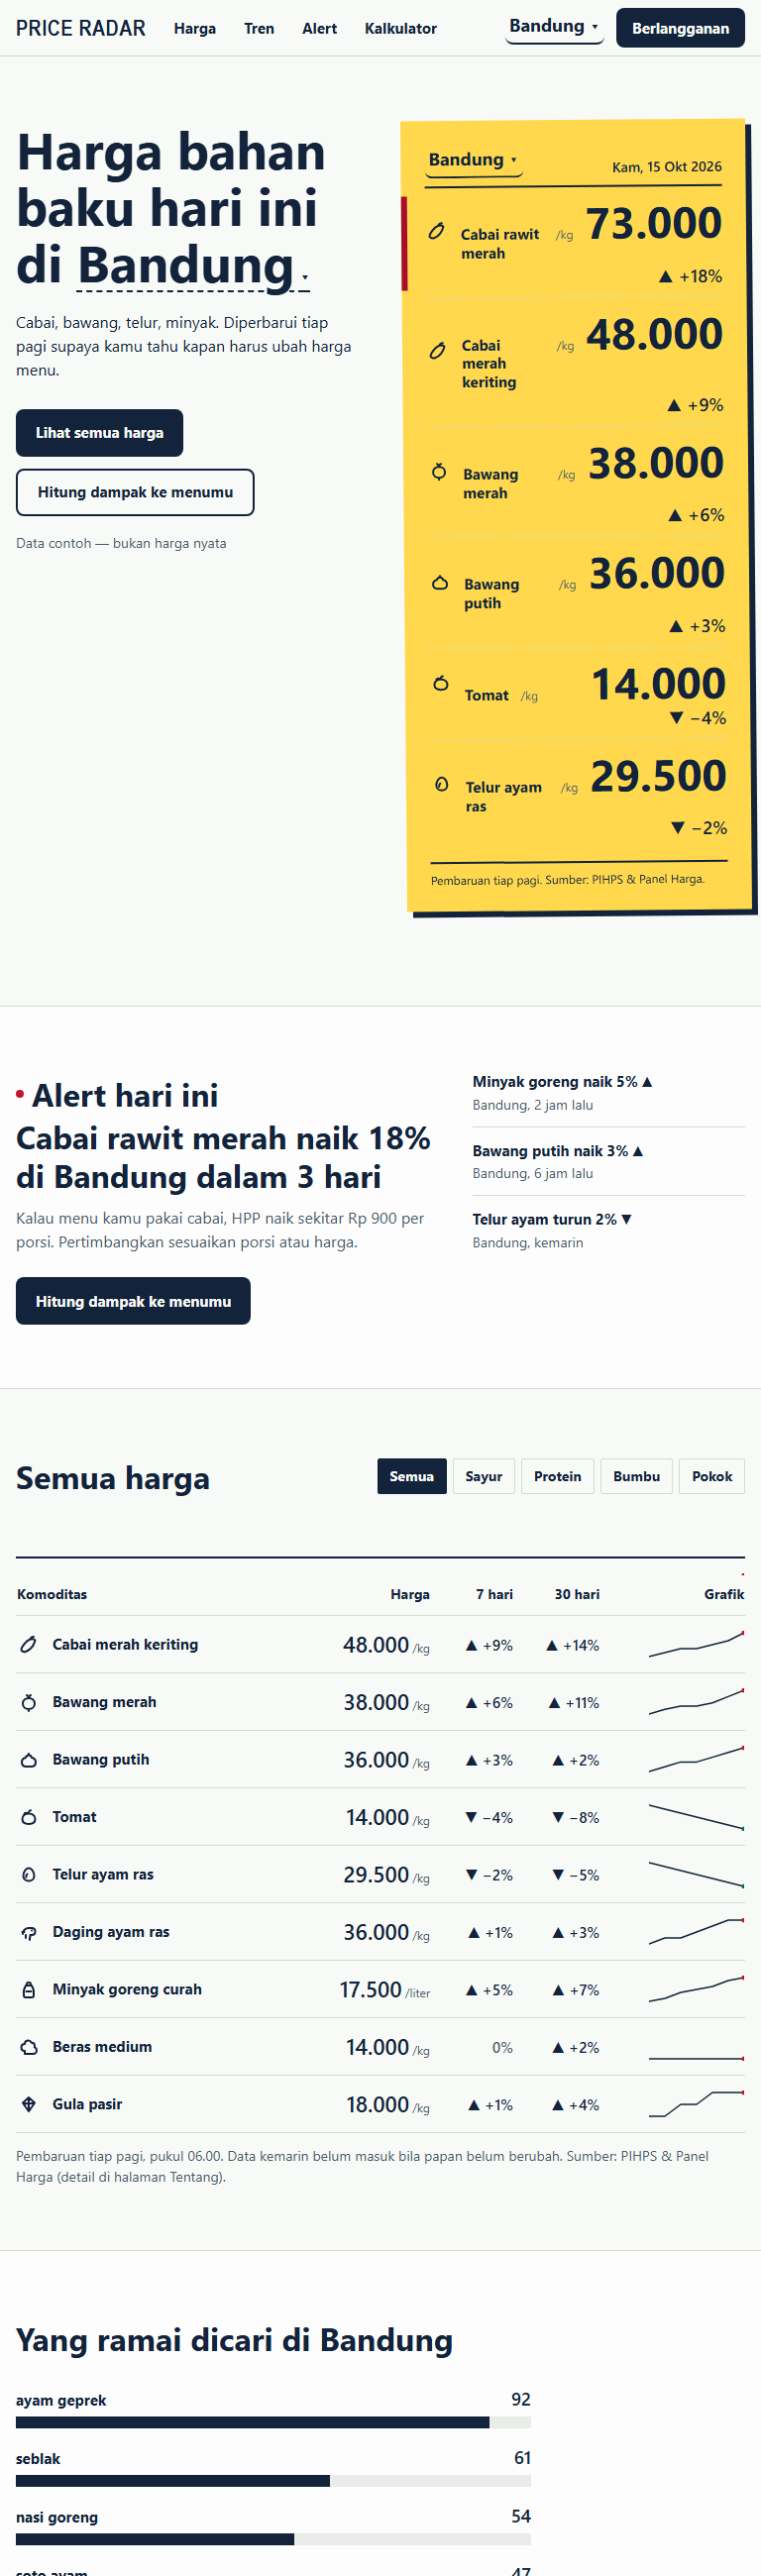 PRICE RADAR Harga Tren Alert Kalkulator Bandung ▾ Berlangganan
Harga bahan
baku hari ini
di Bandung ▾
Cabai, bawang, telur, minyak. Diperbarui tiap
pagi supaya kamu tahu kapan harus ubah harga
menu.
Lihat semua harga
Hitung dampak ke menumu
Data contoh — bukan harga nyata
Bandung ▾ Kam, 15 Okt 2026
Cabai rawit
merah
/kg 73.000
▲ +18%
Cabai
merah
keriting
/kg 48.000
▲ +9%
Bawang
merah
/kg 38.000
▲ +6%
Bawang
putih
/kg 36.000
▲ +3%
Tomat /kg 14.000
▼ −4%
Telur ayam
ras
/kg 29.500
▼ −2%
Pembaruan tiap pagi. Sumber: PIHPS & Panel Harga.
Alert hari ini
Cabai rawit merah naik 18%
di Bandung dalam 3 hari
Kalau menu kamu pakai cabai, HPP naik sekitar Rp 900 per
porsi. Pertimbangkan sesuaikan porsi atau harga.
Hitung dampak ke menumu
Minyak goreng naik 5% ▲
Bandung, 2 jam lalu
Bawang putih naik 3% ▲
Bandung, 6 jam lalu
Telur ayam turun 2% ▼
Bandung, kemarin
Semua harga
Semua Sayur Protein Bumbu Pokok
Komoditas Harga 7 hari 30 hari Grafik
Cabai merah keriting 48.000 /kg ▲ +9% ▲ +14%
Bawang merah 38.000 /kg ▲ +6% ▲ +11%
Bawang putih 36.000 /kg ▲ +3% ▲ +2%
Tomat 14.000 /kg ▼ −4% ▼ −8%
Telur ayam ras 29.500 /kg ▼ −2% ▼ −5%
Daging ayam ras 36.000 /kg ▲ +1% ▲ +3%
Minyak goreng curah 17.500 /liter ▲ +5% ▲ +7%
Beras medium 14.000 /kg 0% ▲ +2%
Gula pasir 18.000 /kg ▲ +1% ▲ +4%
Pembaruan tiap pagi, pukul 06.00. Data kemarin belum masuk bila papan belum berubah. Sumber: PIHPS & Panel
Harga (detail di halaman Tentang).
Yang ramai dicari di Bandung
ayam geprek 92
seblak 61
nasi goreng 54
soto ayam 47